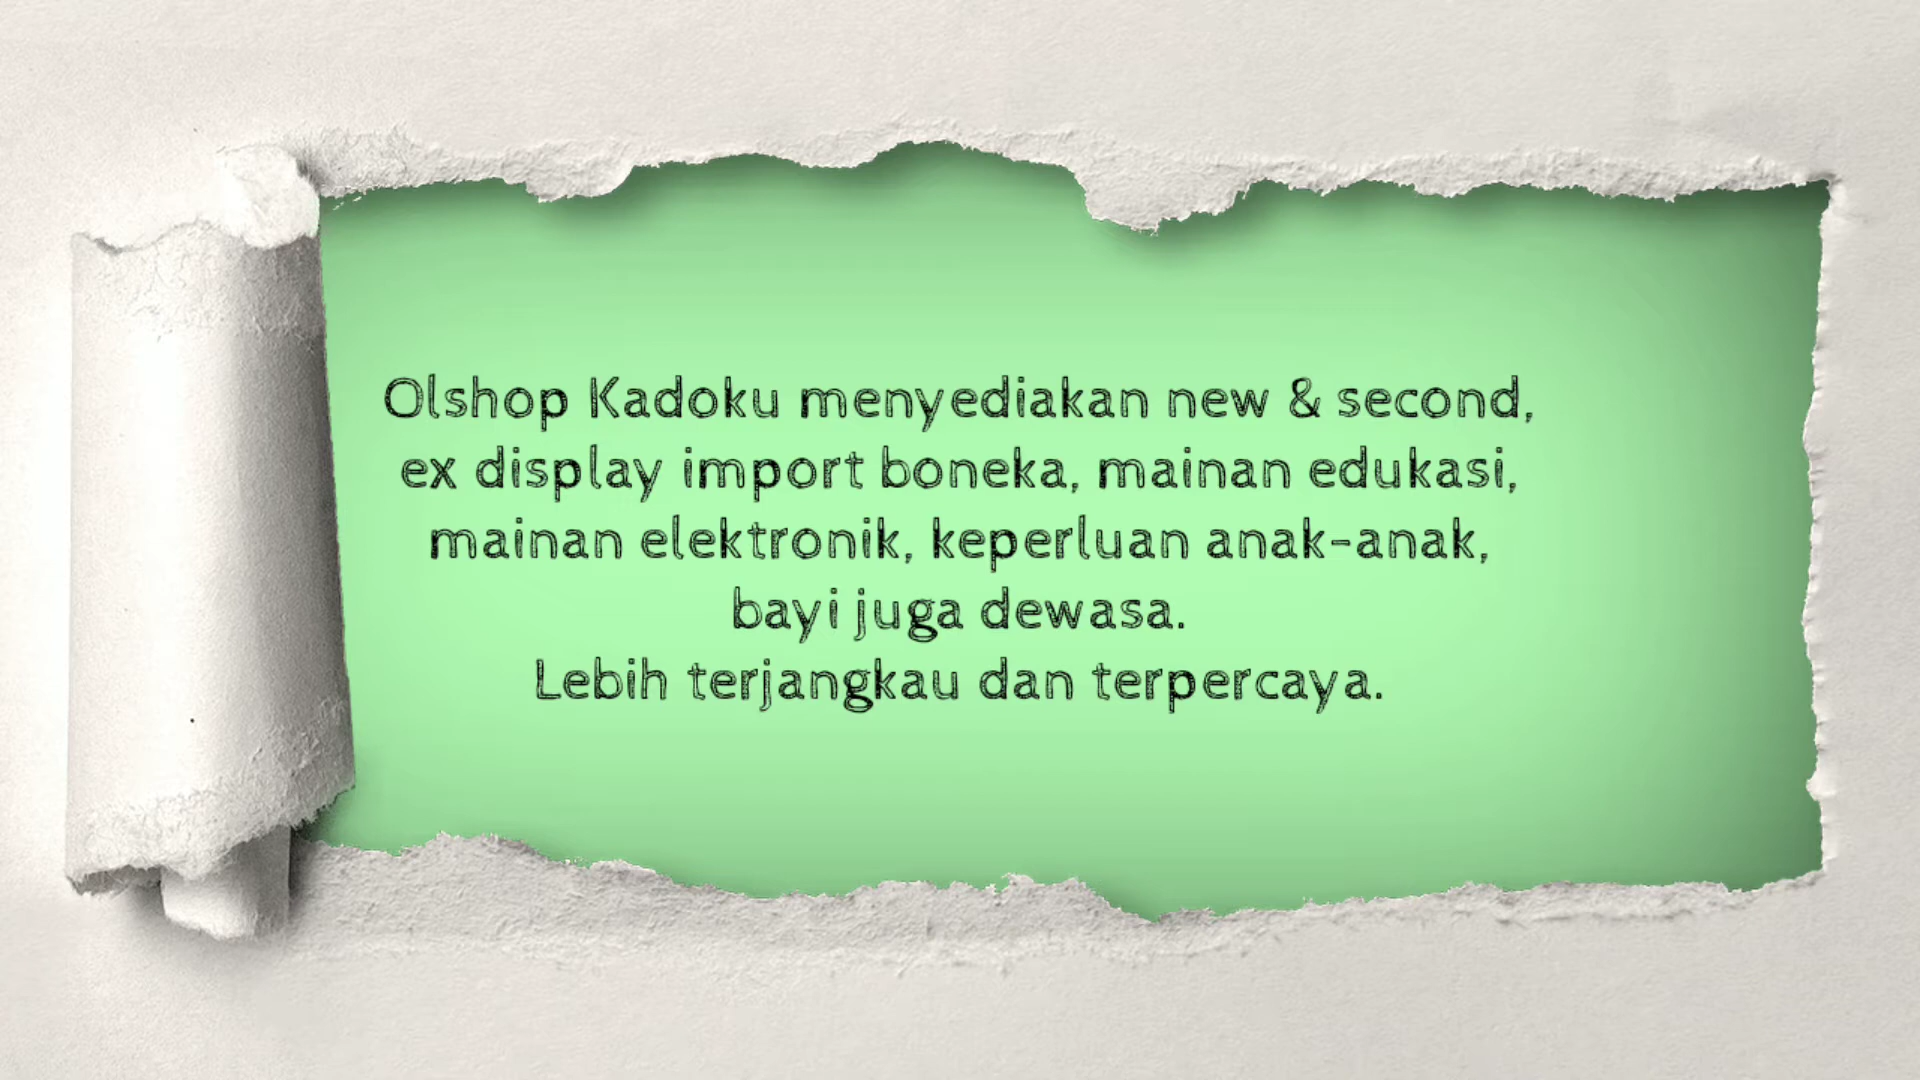 Olshop Kadoku menyediakan new & second,
ex display import boneka, mainan edukasi,
mainan elektronik, keperluan anak-anak,
bayi juga dewasa.
Lebih terjangkau dan terpercaya.